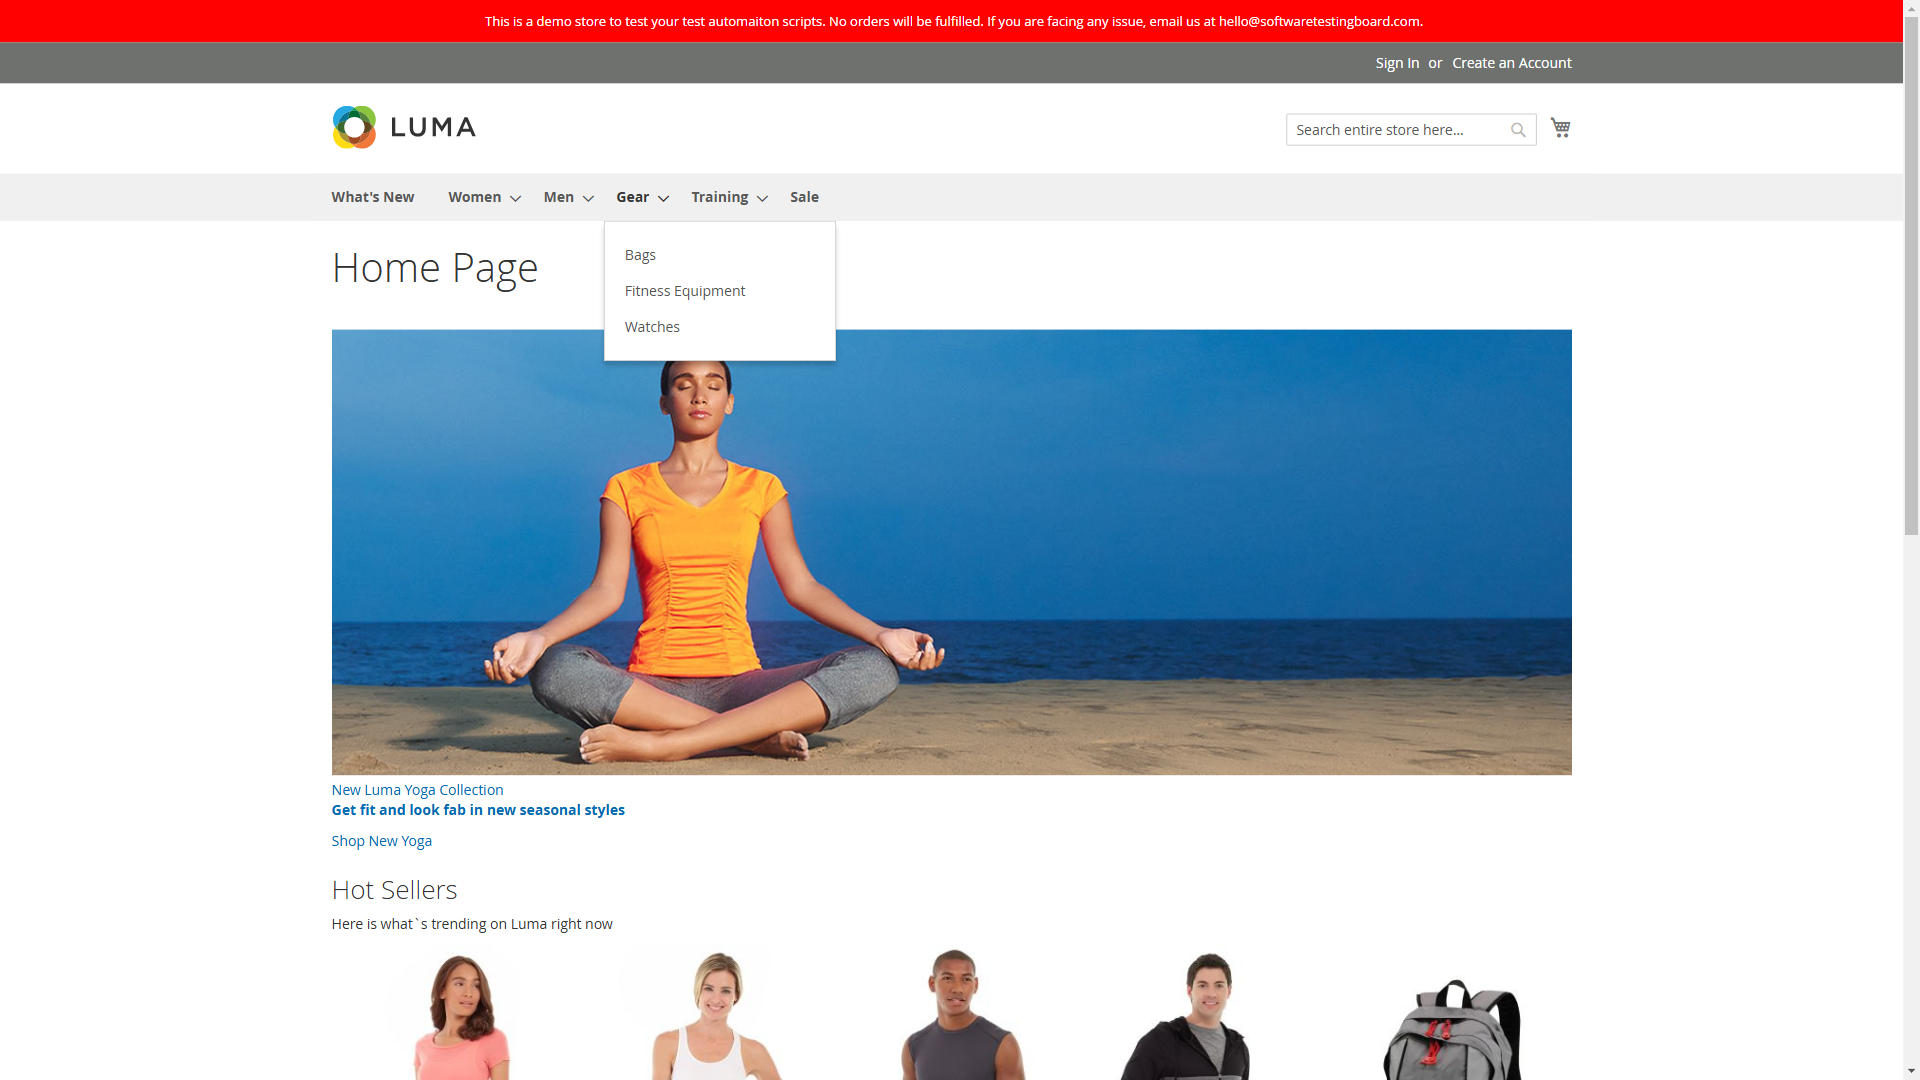 This is a demo store to test your test automaiton scripts. No orders will be fulfilled. If you are facing any issue, email us at hello@softwaretestingboard.com.
Sign In or Create an Account
LUMA
Search entire store here...
What's New Women Men Gear Training Sale
Bags
Fitness Equipment
Watches
Home Page
New Luma Yoga Collection
Get fit and look fab in new seasonal styles
Shop New Yoga
Hot Sellers
Here is what`s trending on Luma right now